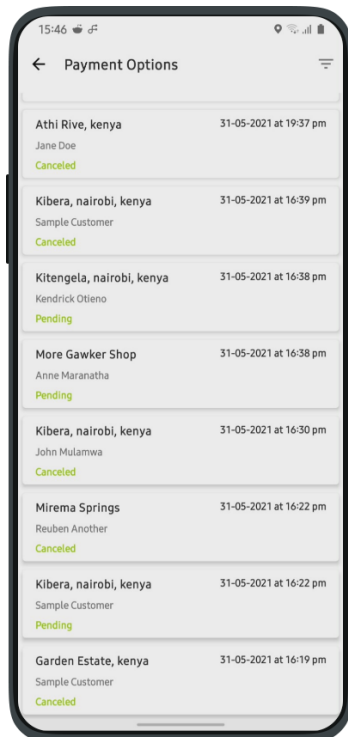 15:46
Payment Options
Athi Rive, kenya 31-05-2021 at 19:37 pm
Jane Doe
Canceled
Kibera, nairobi, kenya 31-05-2021 at 16:39 pm
Sample Customer
Canceled
Kitengela, nairobi, kenya 31-05-2021 at 16:38 pm
Kendrick Otieno
Pending
More Gawker Shop 31-05-2021 at 16:38 pm
Anne Maranatha
Pending
Kibera, nairobi, kenya 31-05-2021 at 16:30 pm
John Mulamwa
Canceled
Mirema Springs 31-05-2021 at 16:22 pm
Reuben Another
Canceled
Kibera, nairobi, kenya 31-05-2021 at 16:22 pm
Sample Customer
Pending
Garden Estate, kenya 31-05-2021 at 16:19 pm
Sample Customer
Canceled